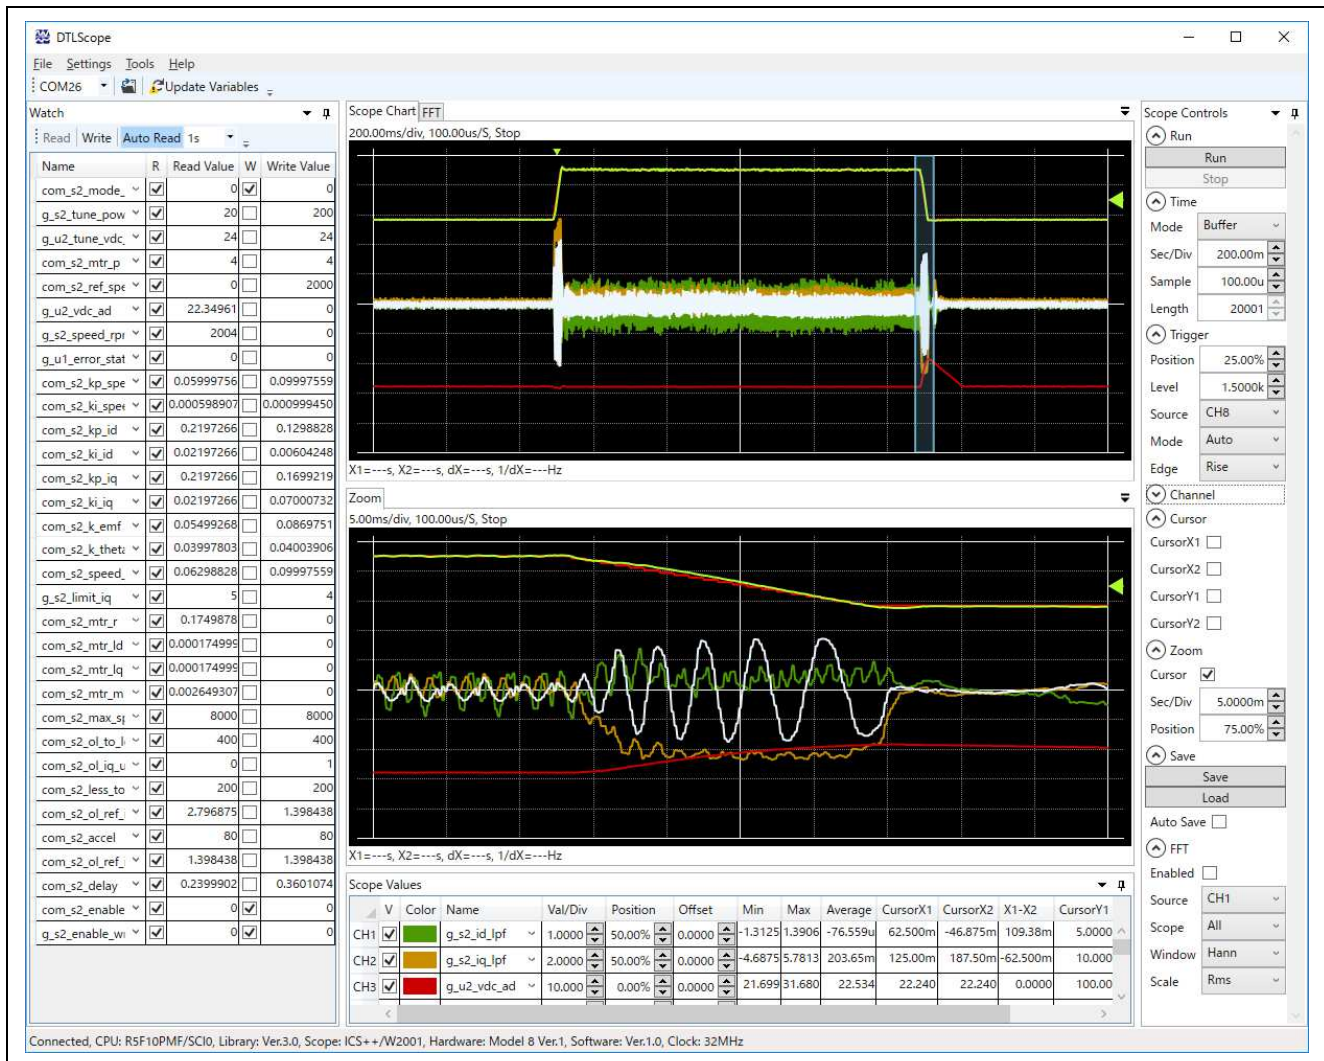 DTLScope
File Settings Tools Help
COM26 Update Variables
Watch
Read Write Auto Read 1s
Name R Read Value W Write Value
com_s2_mode_ 0 0
g_s2_tune_pow 20 200
g_u2_tune_vdc_ 24 24
com_s2_mtr_p 4 4
com_s2_ref_spe 0 2000
g_u2_vdc_ad 22.34961 0
g_s2_speed_rpı 2004 0
g_u1_error_stat 0 0
com_s2_kp_spe 0.05999756 0.09997559
com_s2_ki_spee 0.000598907 0.000999450
com_s2_kp_id 0.2197266 0.1298828
com_s2_ki_id 0.02197266 0.00604248
com_s2_kp_iq 0.2197266 0.1699219
com_s2_ki_iq 0.02197266 0.07000732
com_s2_k_emf 0.05499268 0.0869751
com_s2_k_theta 0.03997803 0.04003906
com_s2_speed_ 0.06298828 0.09997559
g_s2_limit_iq 5 4
com_s2_mtr_r 0.1749878 0
com_s2_mtr_ld 0.000174999 0
com_s2_mtr_lq 0.000174999 0
com_s2_mtr_m 0.002649307 0
com_s2_max_sp 8000 8000
com_s2_ol_to_l 400 400
com_s2_ol_iq_u 0 1
com_s2_less_to 200 200
com_s2_ol_ref_ 2.796875 1.398438
com_s2_accel 80 80
com_s2_ol_ref_ 1.398438 1.398438
com_s2_delay 0.2399902 0.3601074
com_s2_enable 0 0
g_s2_enable_w 0 0
Scope Chart FFT
200.00ms/div, 100.00us/S, Stop
X1=---s, X2=---s, dX=---s, 1/dX=---Hz
Zoom
5.00ms/div, 100.00us/S, Stop
X1=---s, X2=---s, dX=---s, 1/dX=---Hz
Scope Values
V Color Name Val/Div Position Offset Min Max Average CursorX1 CursorX2 X1-X2 CursorY1
CH1 g_s2_id_lpf 1.0000 50.00% 0.0000 -1.3125 1.3906 -76.559u 62.500m -46.875m 109.38m 5.0000
CH2 g_s2_iq_lpf 2.0000 50.00% 0.0000 -4.6875 5.7813 203.65m 125.00m 187.50m -62.500m 10.000
CH3 g_u2_vdc_ad 10.000 0.00% 0.0000 21.699 31.680 22.534 22.240 22.240 0.0000 100.00
Scope Controls
Run
Run
Stop
Time
Mode Buffer
Sec/Div 200.00m
Sample 100.00u
Length 20001
Trigger
Position 25.00%
Level 1.5000k
Source CH8
Mode Auto
Edge Rise
Channel
Cursor
CursorX1
CursorX2
CursorY1
CursorY2
Zoom
Cursor
Sec/Div 5.0000m
Position 75.00%
Save
Save
Load
Auto Save
FFT
Enabled
Source CH1
Scope All
Window Hann
Scale Rms
Connected, CPU: R5F10PMF/SCI0, Library: Ver.3.0, Scope: ICS++/W2001, Hardware: Model 8 Ver.1, Software: Ver.1.0, Clock: 32MHz